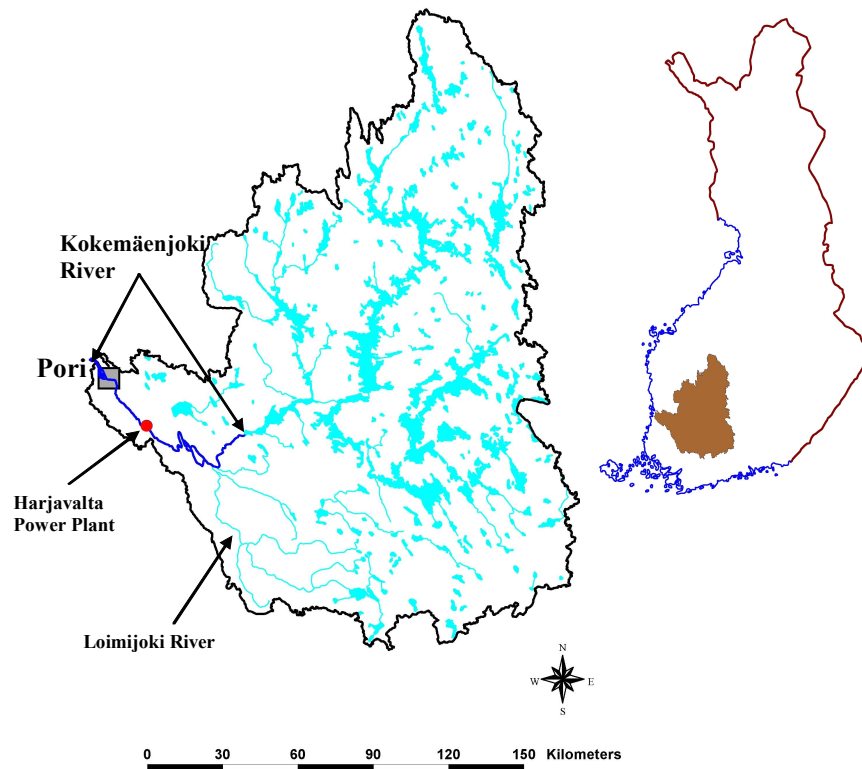 Kokemäenjoki
River
Pori
Harjavalta
Power Plant
Loimijoki River
N
W E
S
0 30 60 90 120 150 Kilometers